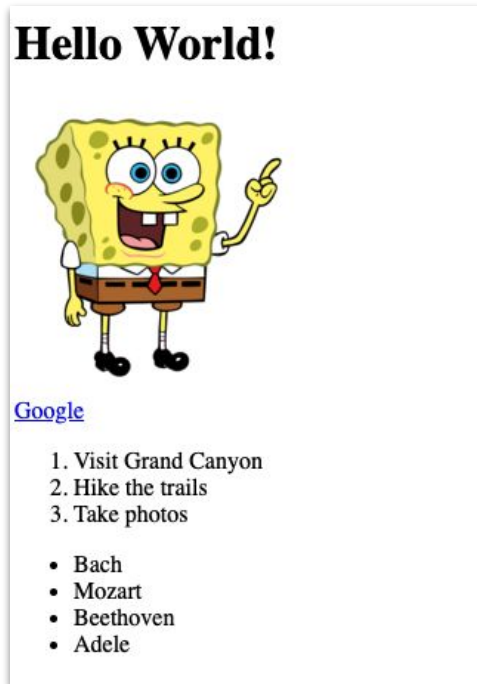 Hello World!
Google
1. Visit Grand Canyon
2. Hike the trails
3. Take photos
• Bach
• Mozart
• Beethoven
• Adele